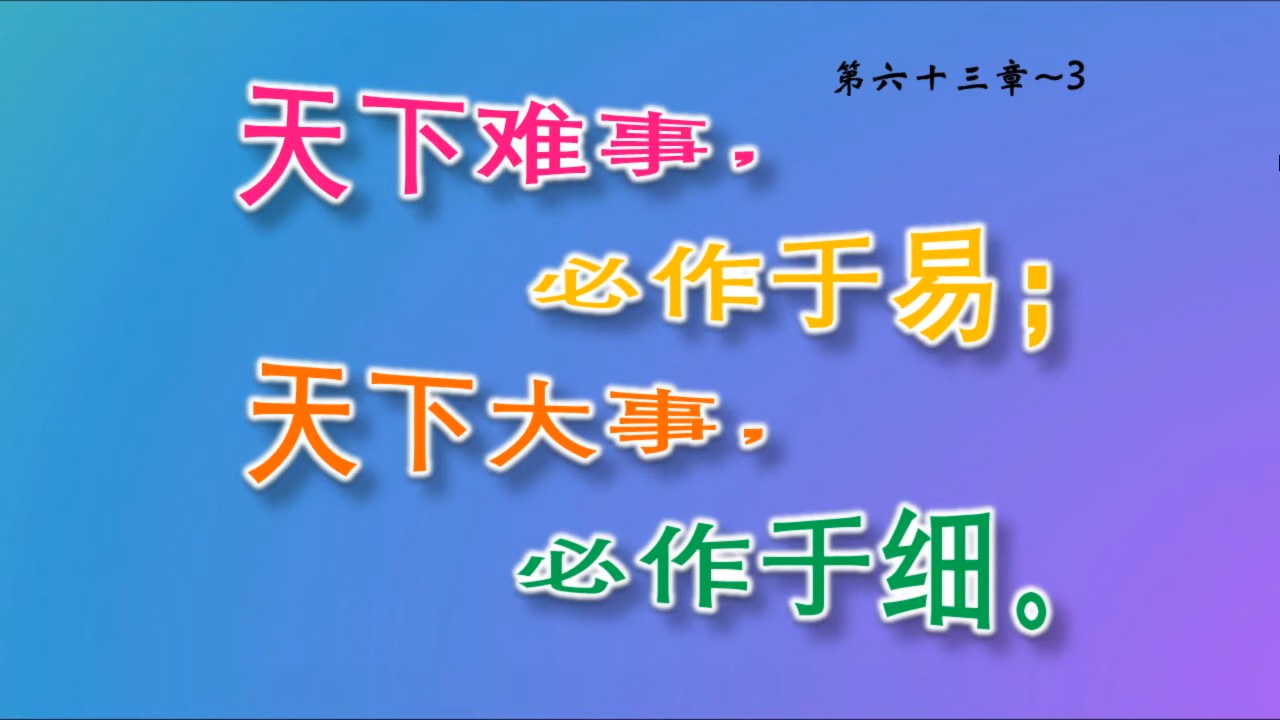 第六十三章~3
天下难事，
必作于易；
天下大事，
必作于细。